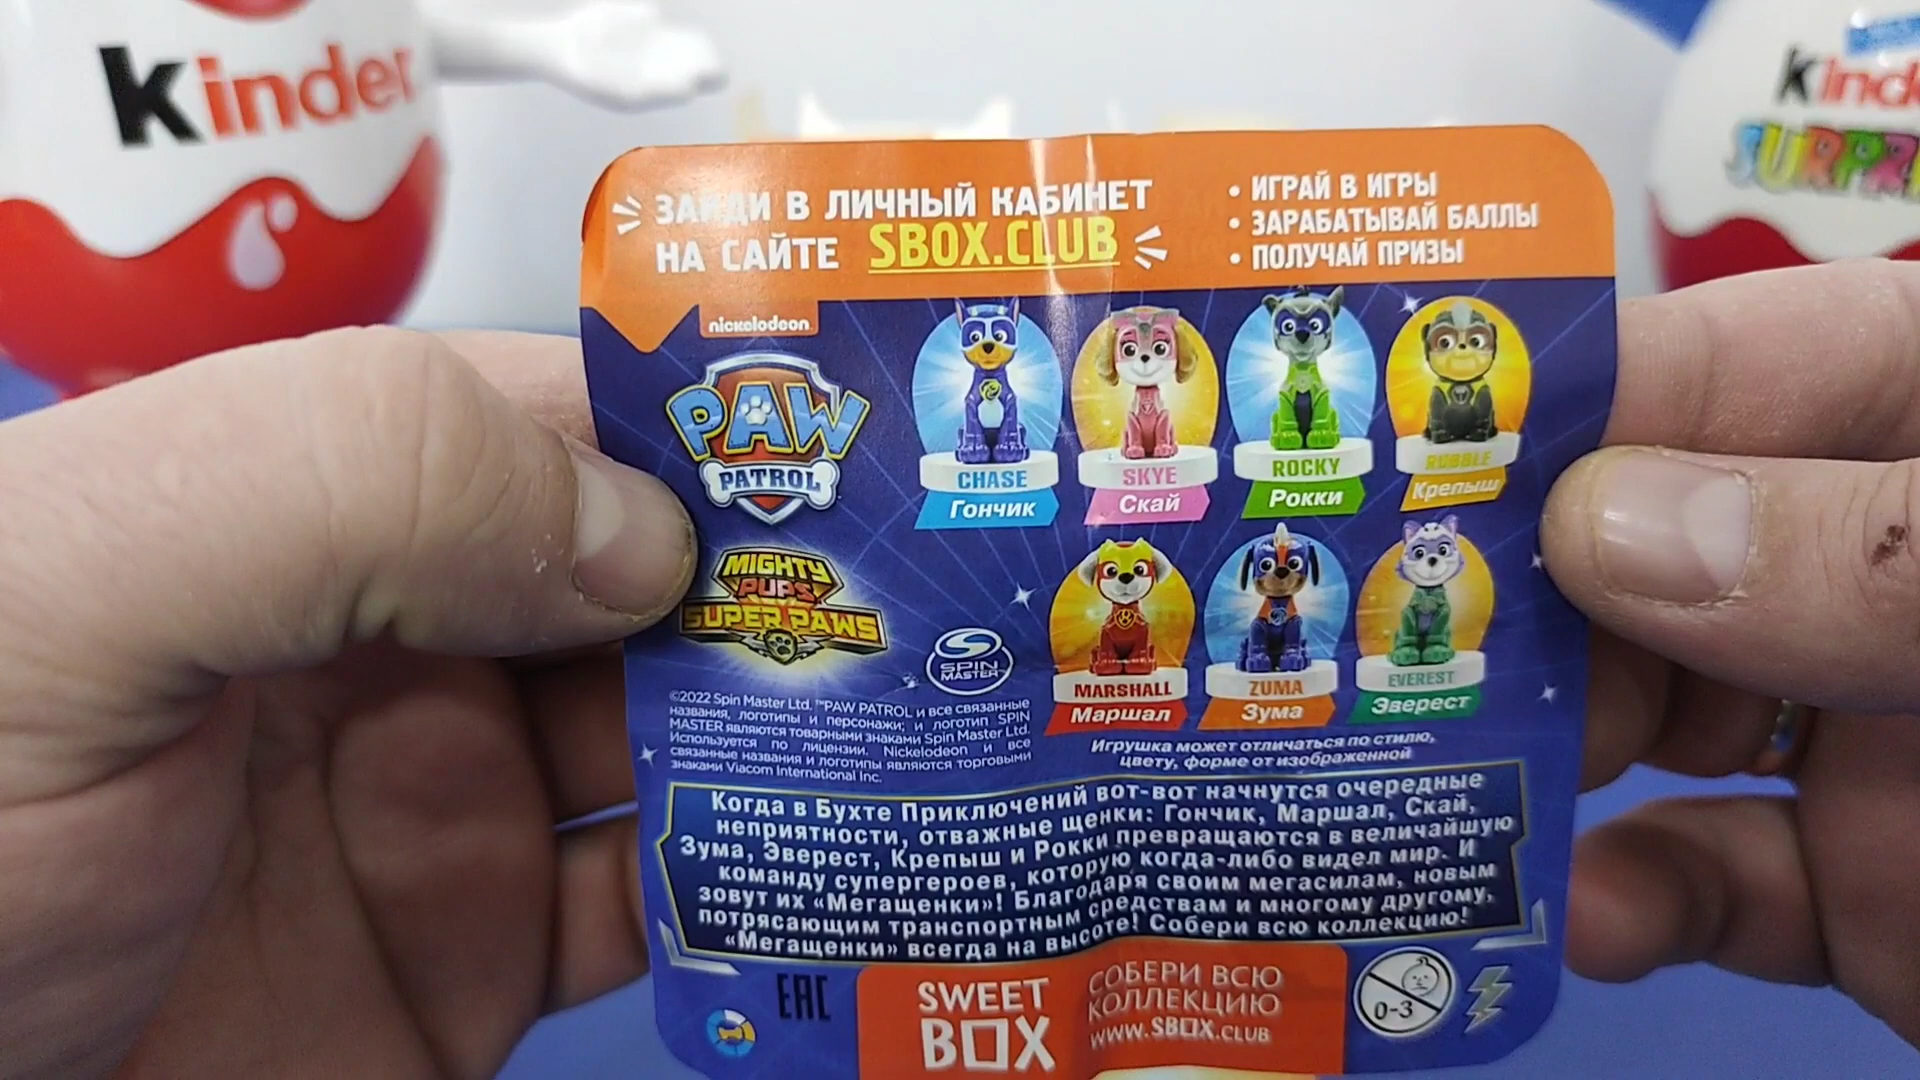 kinder
kind
SURPR
ЗАЙДИ В ЛИЧНЫЙ КАБИНЕТ
НА САЙТЕ SBOX.CLUB
• ИГРАЙ В ИГРЫ
• ЗАРАБАТЫВАЙ БАЛЛЫ
• ПОЛУЧАЙ ПРИЗЫ
nickelodeon
PAW
PATROL
MIGHTY
PUPS
SUPER PAWS
SPIN
MASTER
CHASE
Гончик
SKYE
Скай
ROCKY
Рокки
RUBBLE
Крепыш
MARSHALL
Маршал
ZUMA
Зума
EVEREST
Эверест
©2022 Spin Master Ltd. ™PAW PATROL и все связанные
названия, логотипы и персонажи; и логотип SPIN
MASTER являются товарными знаками Spin Master Ltd.
Используется по лицензии. Nickelodeon и все
связанные названия и логотипы являются торговыми
знаками Viacom International Inc.
Игрушка может отличаться по стилю,
цвету, форме от изображенной
Когда в Бухте Приключений вот-вот начнутся очередные
неприятности, отважные щенки: Гончик, Маршал, Скай,
Зума, Эверест, Крепыш и Рокки превращаются в величайшую
команду супергероев, которую когда-либо видел мир. И
зовут их «Мегащенки»! Благодаря своим мегасилам, новым
потрясающим транспортным средствам и многому другому,
«Мегащенки» всегда на высоте! Собери всю коллекцию!
EAC
SWEET
BOX
СОБЕРИ ВСЮ
КОЛЛЕКЦИЮ
WWW.SBOX.CLUB
0-3